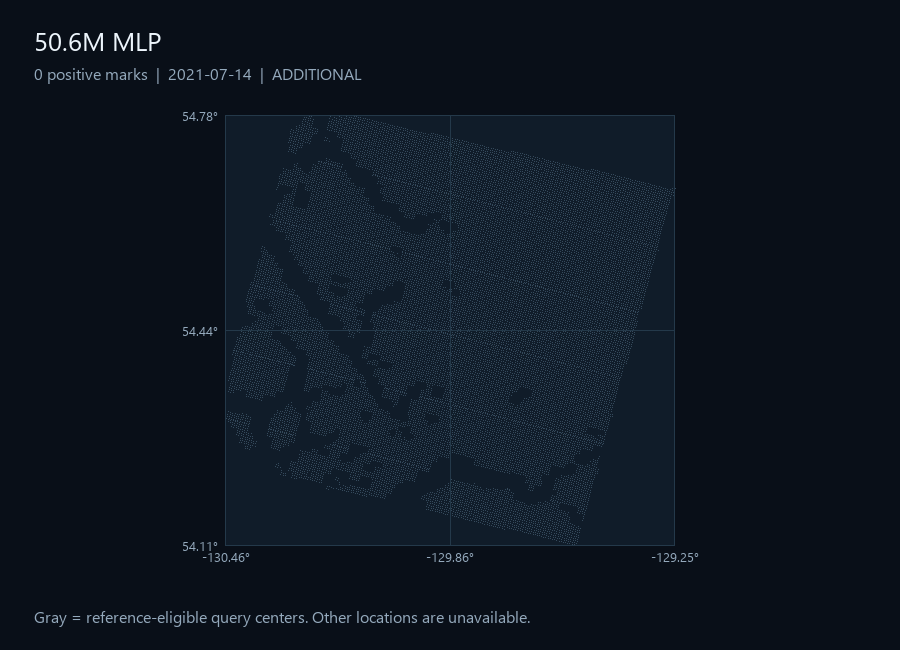 50.6M MLP
0 positive marks | 2021-07-14 | ADDITIONAL
54.78°
54.44°
54.11°
-130.46°
-129.86°
-129.25°
Gray = reference-eligible query centers. Other locations are unavailable.